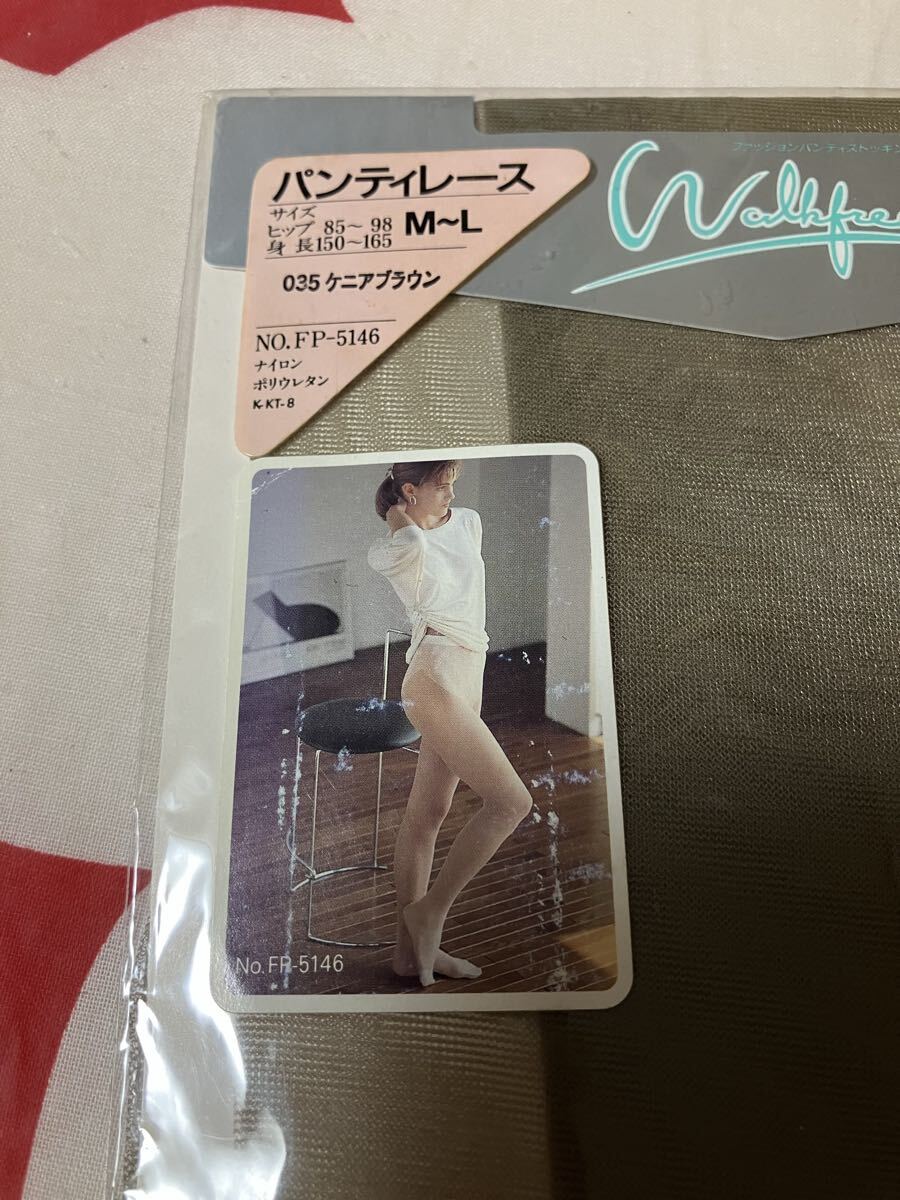 パンティレース
サイズ
ヒップ 85～98 M～L
身長150～165
035 ケニアブラウン
NO.FP-5146
ナイロン
ポリウレタン
K-KT-8
ファッションパンティストッキン
Walkfre
No.FP-5146